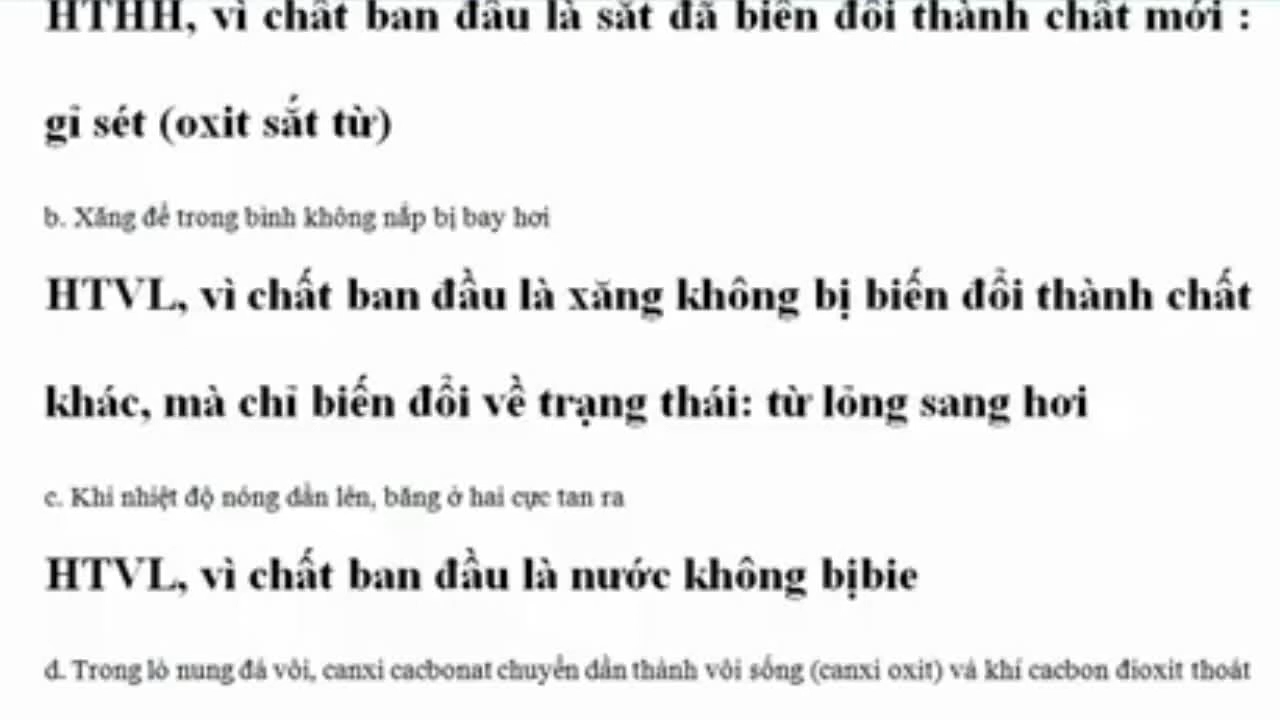 HTHH, vì chất ban đầu là sắt đã biến đổi thành chất mới :
gỉ sét (oxit sắt từ)
b. Xăng để trong bình không nắp bị bay hơi
HTVL, vì chất ban đầu là xăng không bị biến đổi thành chất
khác, mà chỉ biến đổi về trạng thái: từ lỏng sang hơi
c. Khi nhiệt độ nóng dần lên, băng ở hai cực tan ra
HTVL, vì chất ban đầu là nước không bịbie
d. Trong lò nung đá vôi, canxi cacbonat chuyển dần thành vôi sống (canxi oxit) và khí cacbon đioxit thoát